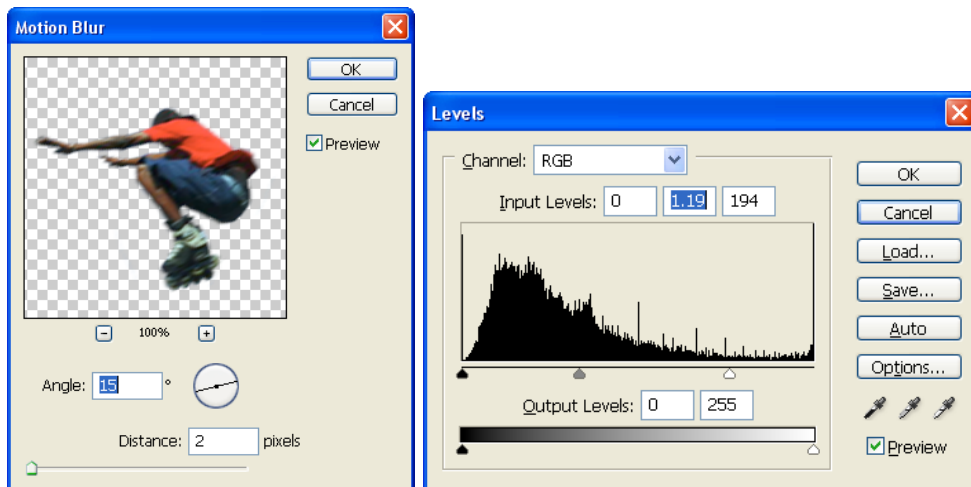 Motion Blur
OK
Cancel
Preview
100%
Angle: 15 °
Distance: 2 pixels
Levels
Channel: RGB
Input Levels: 0 1.19 194
Output Levels: 0 255
OK
Cancel
Load...
Save...
Auto
Options...
Preview